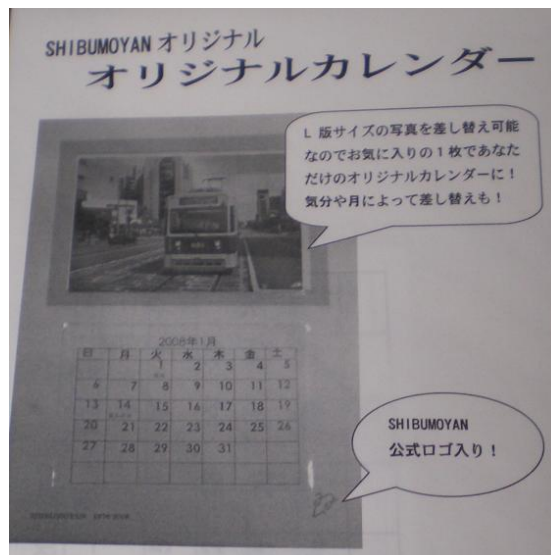 SHIBUMOYAN オリジナル
オリジナルカレンダー
L 版サイズの写真を差し替え可能
なのでお気に入りの1枚であなた
だけのオリジナルカレンダーに！
気分や月によって差し替えも！
2008年1月
日 月 火 水 木 金 土
1 2 3 4 5
6 7 8 9 10 11 12
13 14 15 16 17 18 19
20 21 22 23 24 25 26
27 28 29 30 31
SHIBUMOYAN
公式ロゴ入り！